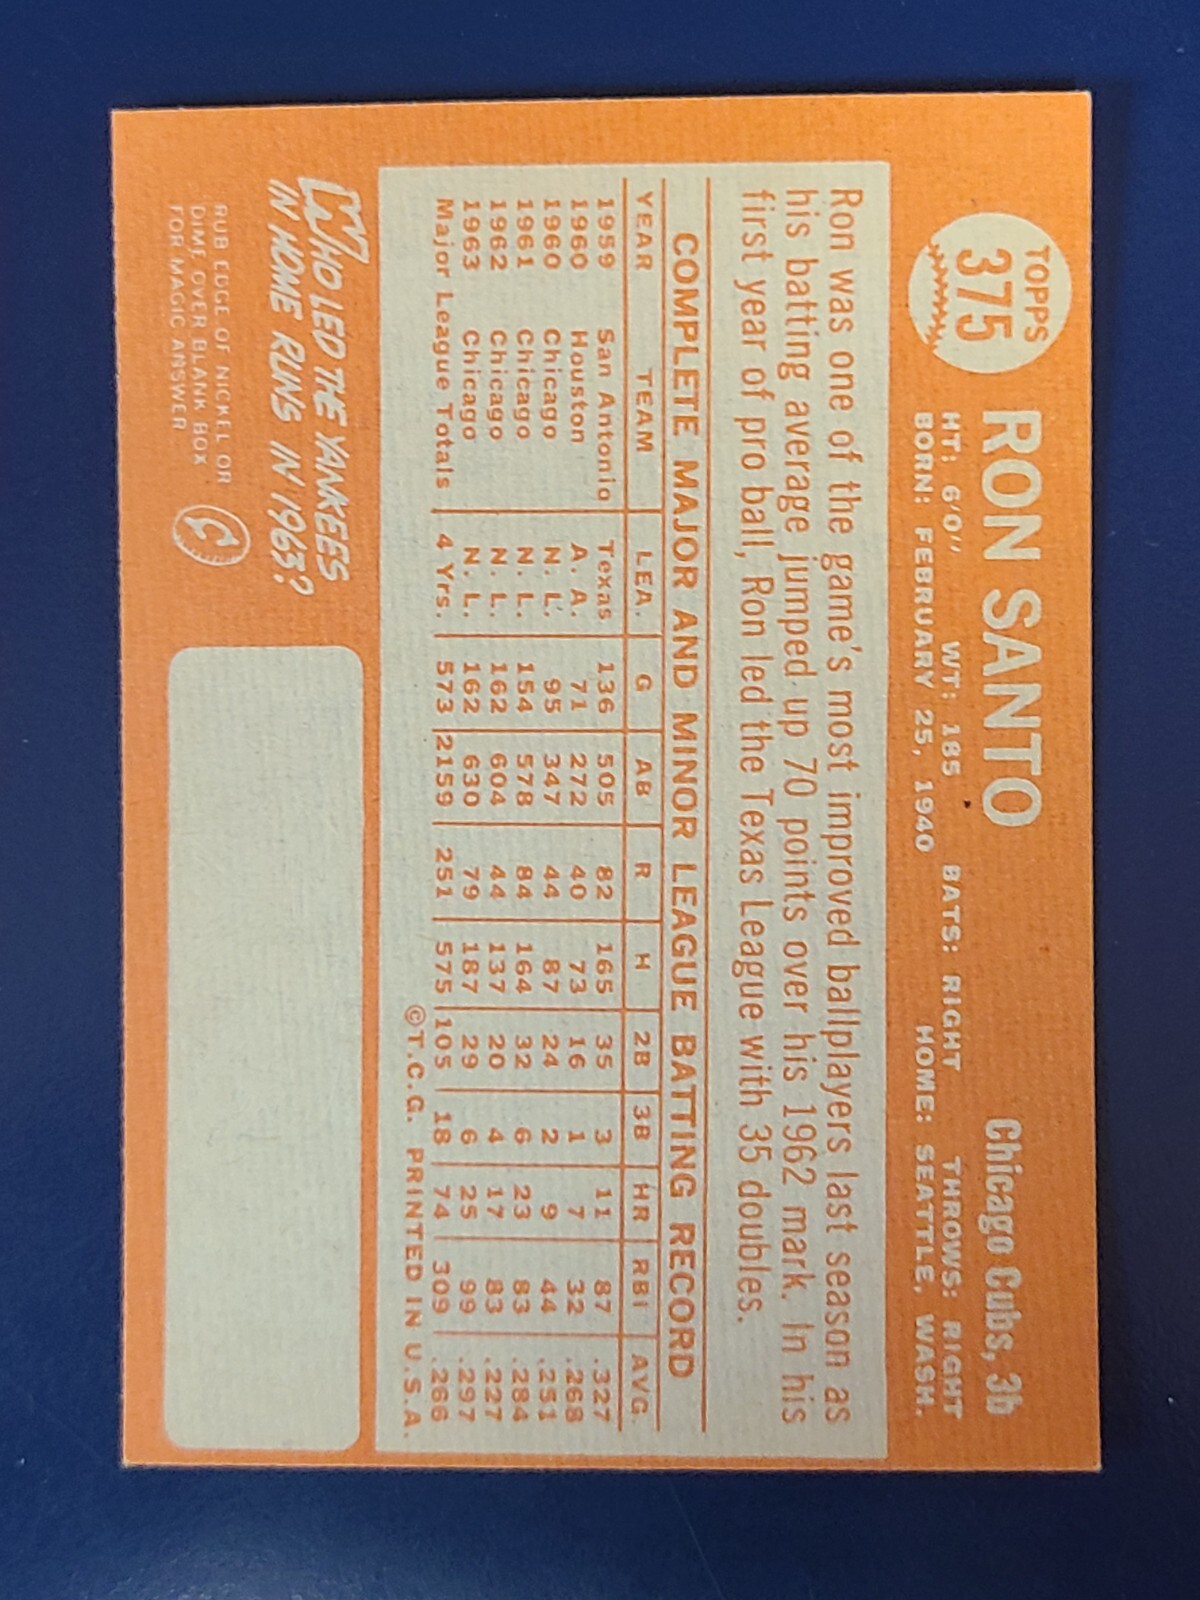 TOPPS
375
RON SANTO
Chicago Cubs, 3b
HT: 6'0" WT: 185 BATS: RIGHT THROWS: RIGHT
BORN: FEBRUARY 25, 1940 HOME: SEATTLE, WASH.
Ron was one of the game's most improved ballplayers last season as
his batting average jumped up 70 points over his 1962 mark. In his
first year of pro ball, Ron led the Texas League with 35 doubles.
COMPLETE MAJOR AND MINOR LEAGUE BATTING RECORD
YEAR TEAM LEA. G AB R H 2B 3B HR RBI AVG.
1959 San Antonio Texas 136 505 82 165 35 3 11 87 .327
1960 Houston A. A. 71 272 40 73 16 1 7 32 .268
1960 Chicago N. L. 95 347 44 87 24 2 9 44 .251
1961 Chicago N. L. 154 578 84 164 32 6 23 83 .284
1962 Chicago N. L. 162 604 44 137 20 4 17 83 .227
1963 Chicago N. L. 162 630 79 187 29 6 25 99 .297
Major League Totals 4 Yrs. 573 2159 251 575 105 18 74 309 .266
©T.C.G. PRINTED IN U.S.A.
WHO LED THE YANKEES
IN HOME RUNS IN 1963?
RUB EDGE OF NICKEL OR
DIME OVER BLANK BOX
FOR MAGIC ANSWER